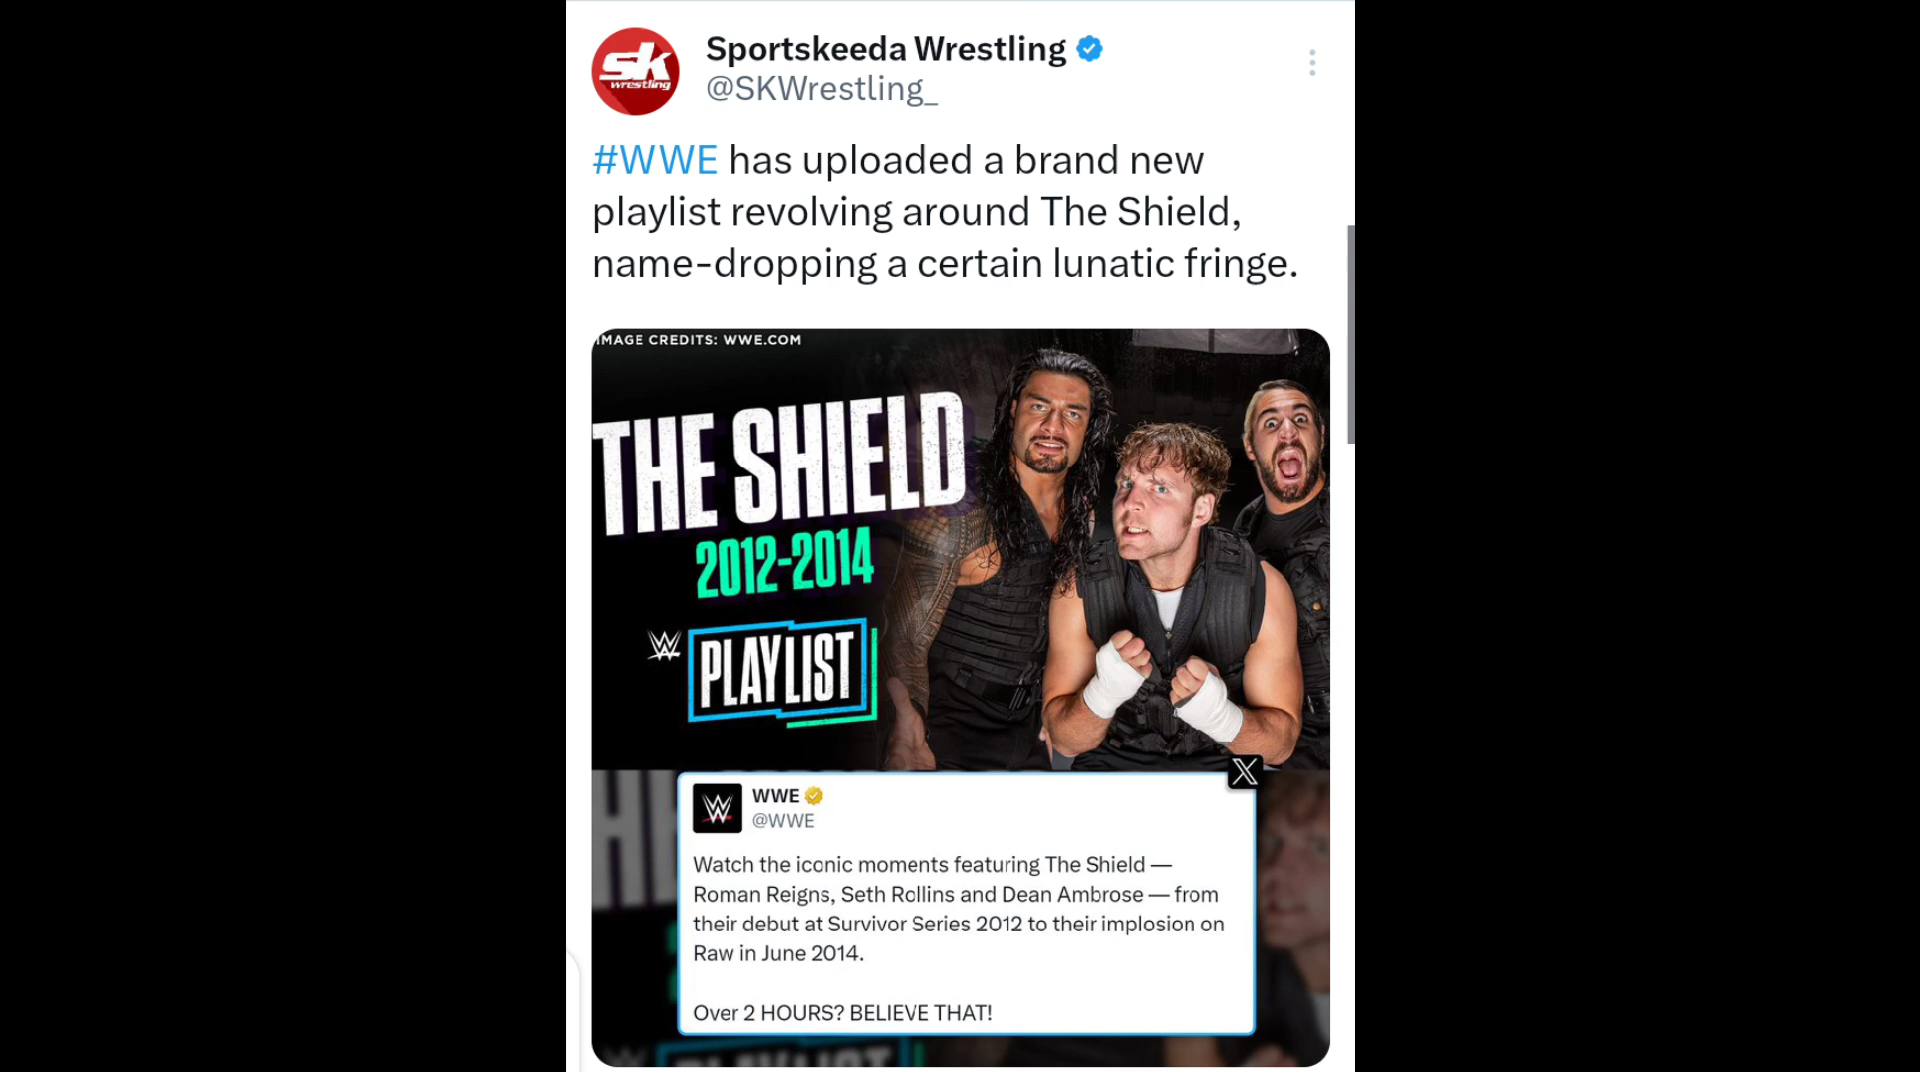 sk
wrestling
Sportskeeda Wrestling
@SKWrestling_
#WWE has uploaded a brand new
playlist revolving around The Shield,
name-dropping a certain lunatic fringe.
IMAGE CREDITS: WWE.COM
THE SHIELD
2012-2014
W
PLAYLIST
X
W
WWE
@WWE
Watch the iconic moments featuring The Shield —
Roman Reigns, Seth Rollins and Dean Ambrose — from
their debut at Survivor Series 2012 to their implosion on
Raw in June 2014.
Over 2 HOURS? BELIEVE THAT!